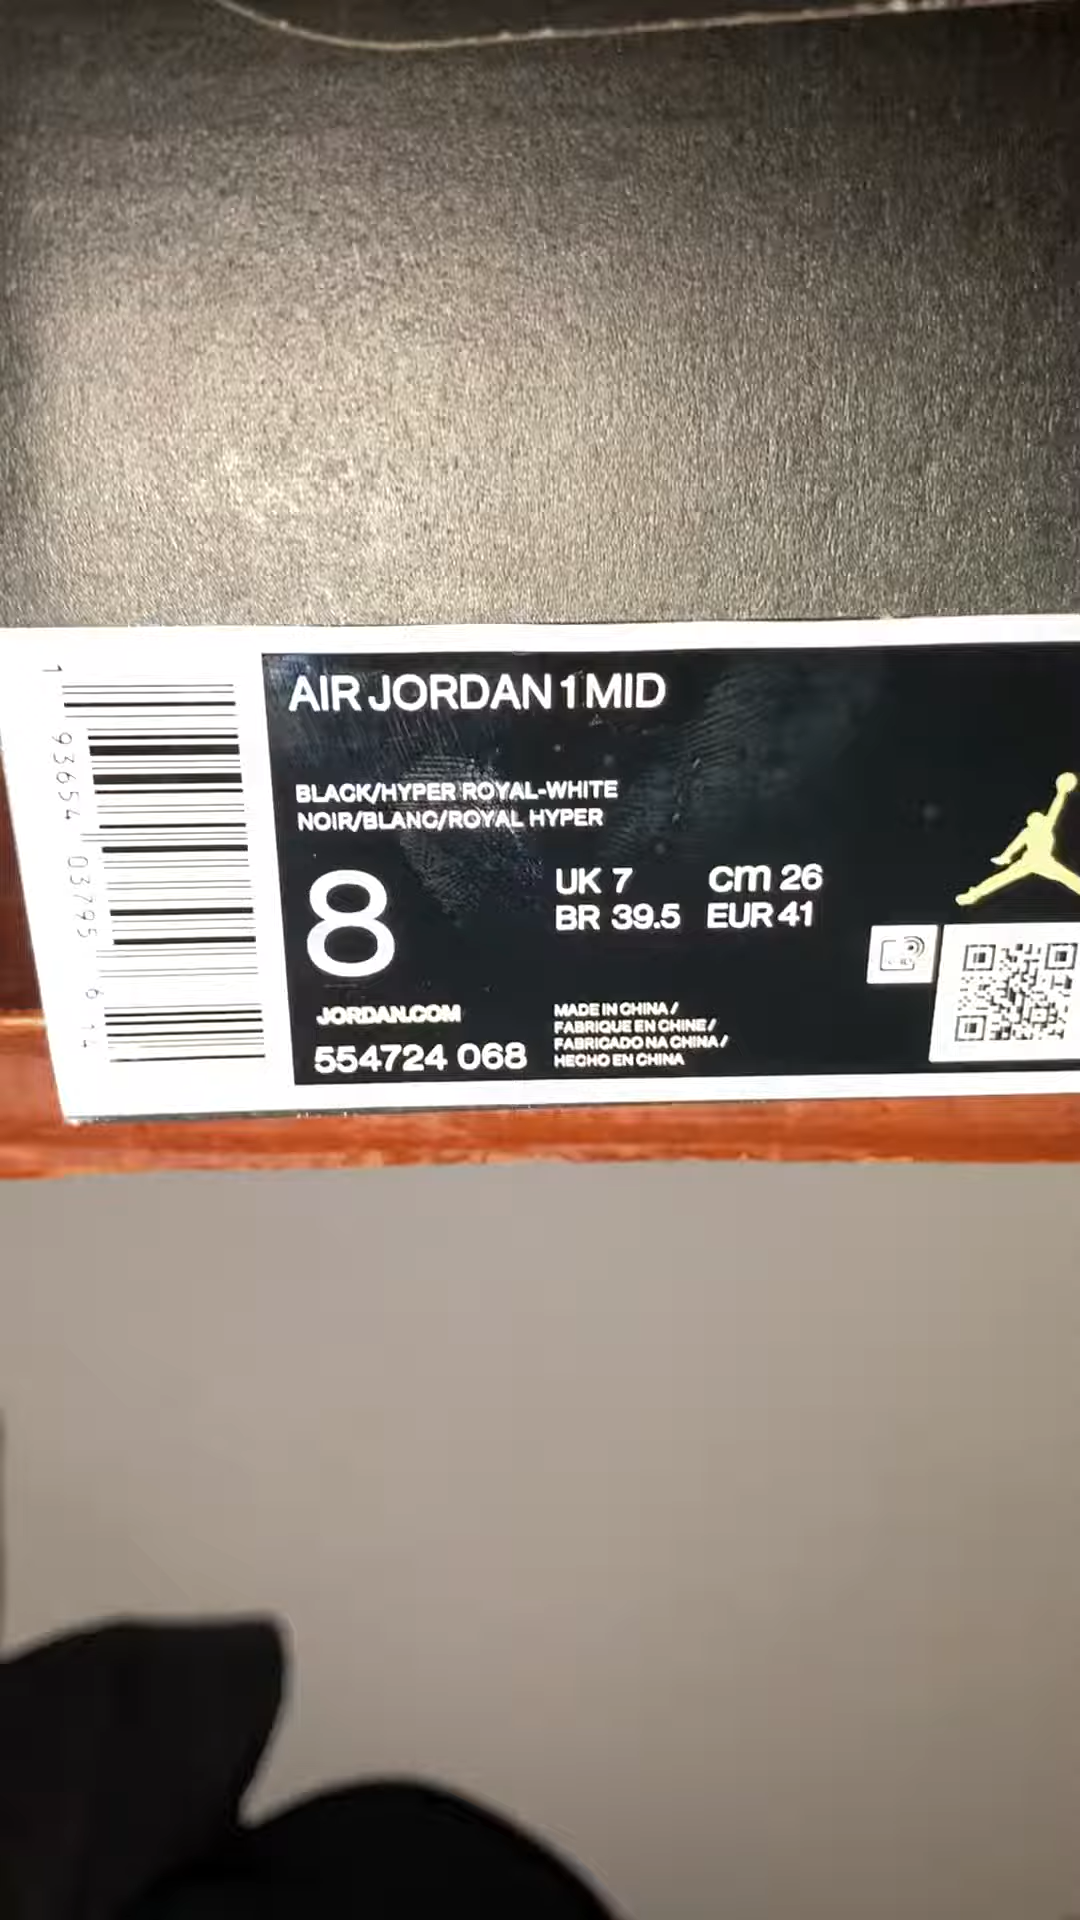 AIR JORDAN 1 MID
BLACK/HYPER ROYAL-WHITE
NOIR/BLANC/ROYAL HYPER
8
UK 7
cm 26
BR 39.5
EUR 41
JORDAN.COM
554724 068
MADE IN CHINA /
FABRIQUE EN CHINE /
FABRICADO NA CHINA /
HECHO EN CHINA
1 93654 03795 6 14